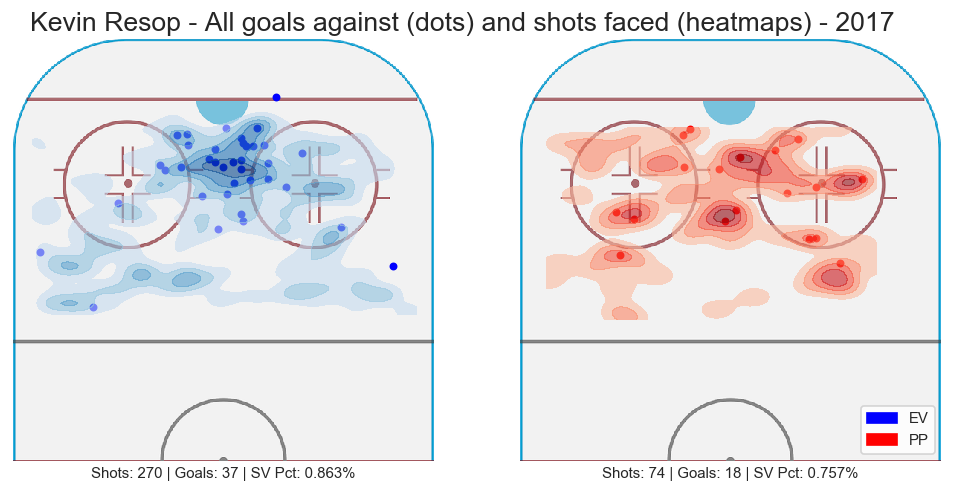 Kevin Resop - All goals against (dots) and shots faced (heatmaps) - 2017
EV
PP
Shots: 270 | Goals: 37 | SV Pct: 0.863%
Shots: 74 | Goals: 18 | SV Pct: 0.757%